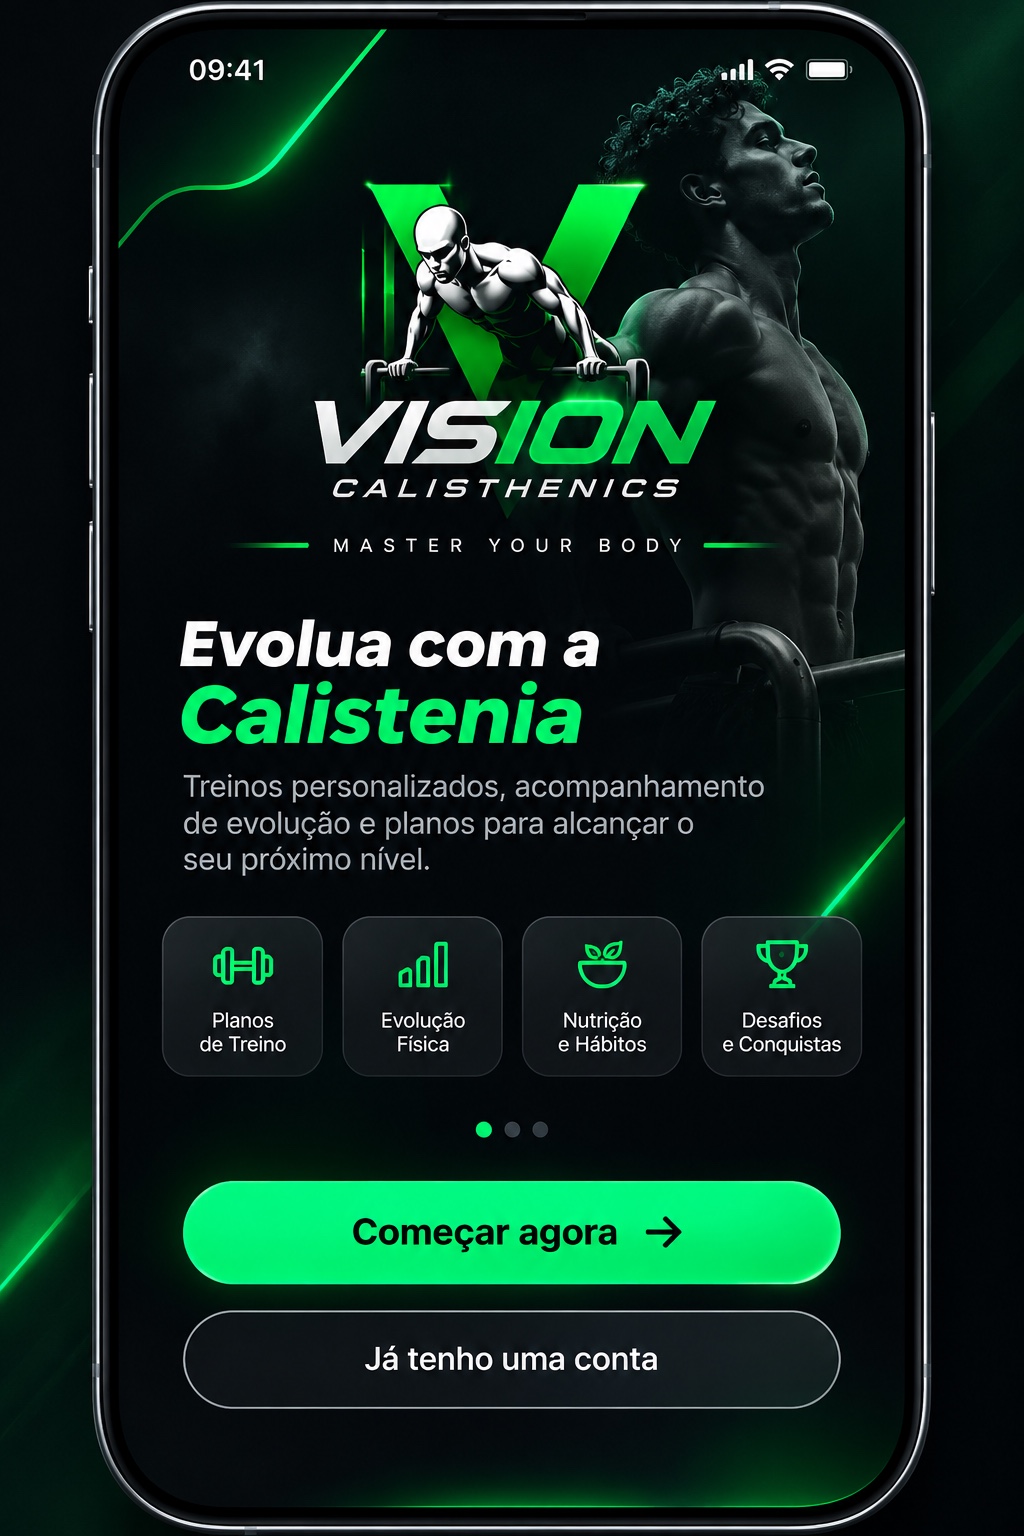 09:41
VISION
CALISTHENICS
MASTER YOUR BODY
Evolua com a
Calistenia
Treinos personalizados, acompanhamento
de evolução e planos para alcançar o
seu próximo nível.
Planos
de Treino
Evolução
Física
Nutrição
e Hábitos
Desafios
e Conquistas
Começar agora →
Já tenho uma conta